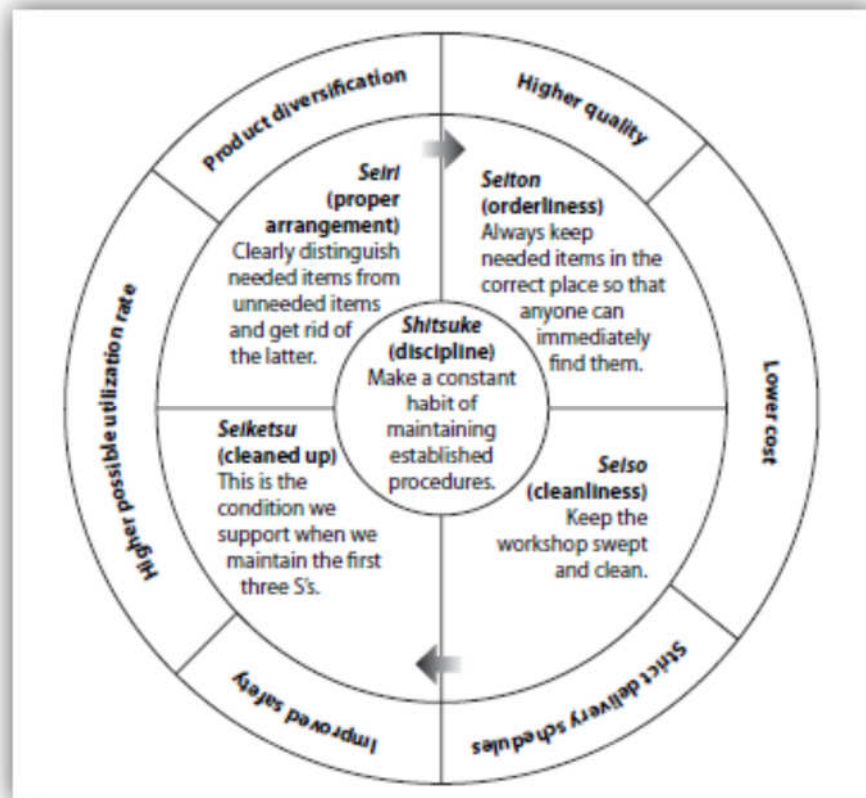 Product diversification
Higher quality
Lower cost
Strict delivery schedules
Improved safety
Higher possible utilization rate
Seiri
(proper
arrangement)
Clearly distinguish
needed items from
unneeded items
and get rid of
the latter.
Seiton
(orderliness)
Always keep
needed items in the
correct place so that
anyone can
immediately
find them.
Shitsuke
(discipline)
Make a constant
habit of
maintaining
established
procedures.
Seiketsu
(cleaned up)
This is the
condition we
support when we
maintain the first
three S's.
Seiso
(cleanliness)
Keep the
workshop swept
and clean.